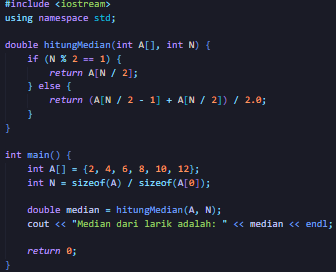 #include <iostream>
using namespace std;

double hitungMedian(int A[], int N) {
    if (N % 2 == 1) {
        return A[N / 2];
    } else {
        return (A[N / 2 - 1] + A[N / 2]) / 2.0;
    }
}

int main() {
    int A[] = {2, 4, 6, 8, 10, 12};
    int N = sizeof(A) / sizeof(A[0]);

    double median = hitungMedian(A, N);
    cout << "Median dari larik adalah: " << median << endl;

    return 0;
}